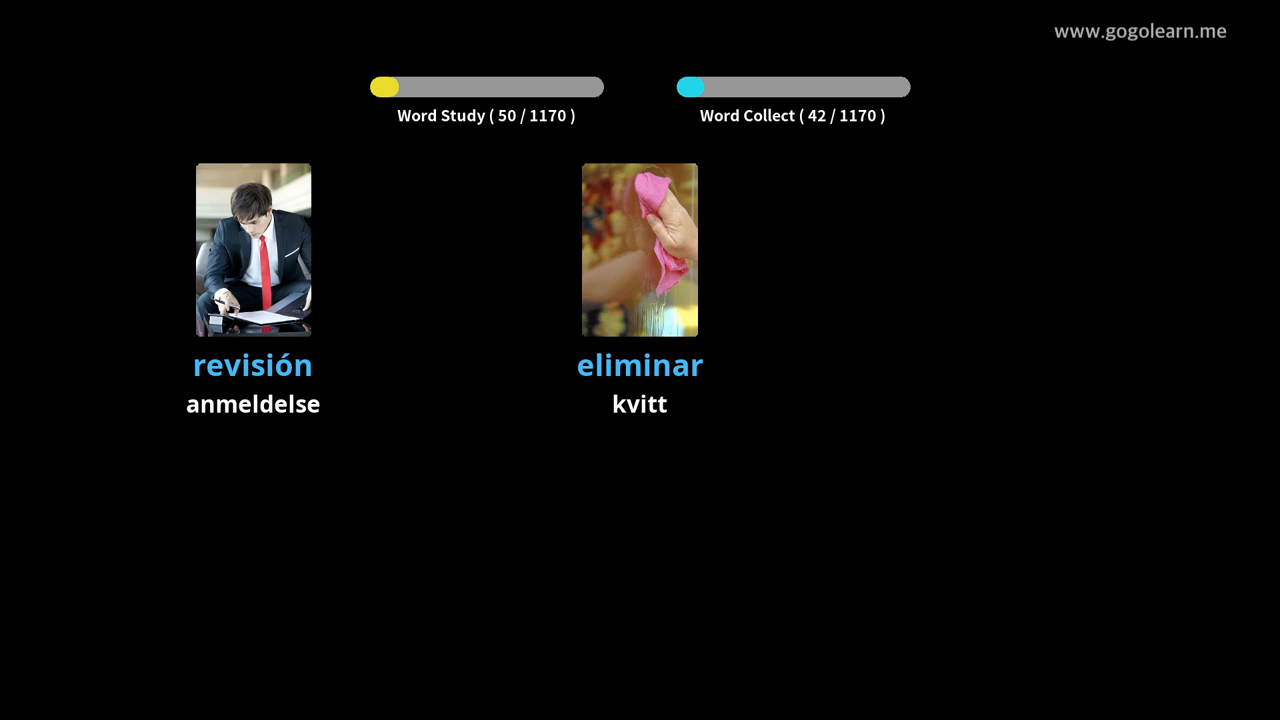 www.gogolearn.me
Word Study ( 50 / 1170 )
Word Collect ( 42 / 1170 )
revisión
anmeldelse
eliminar
kvitt